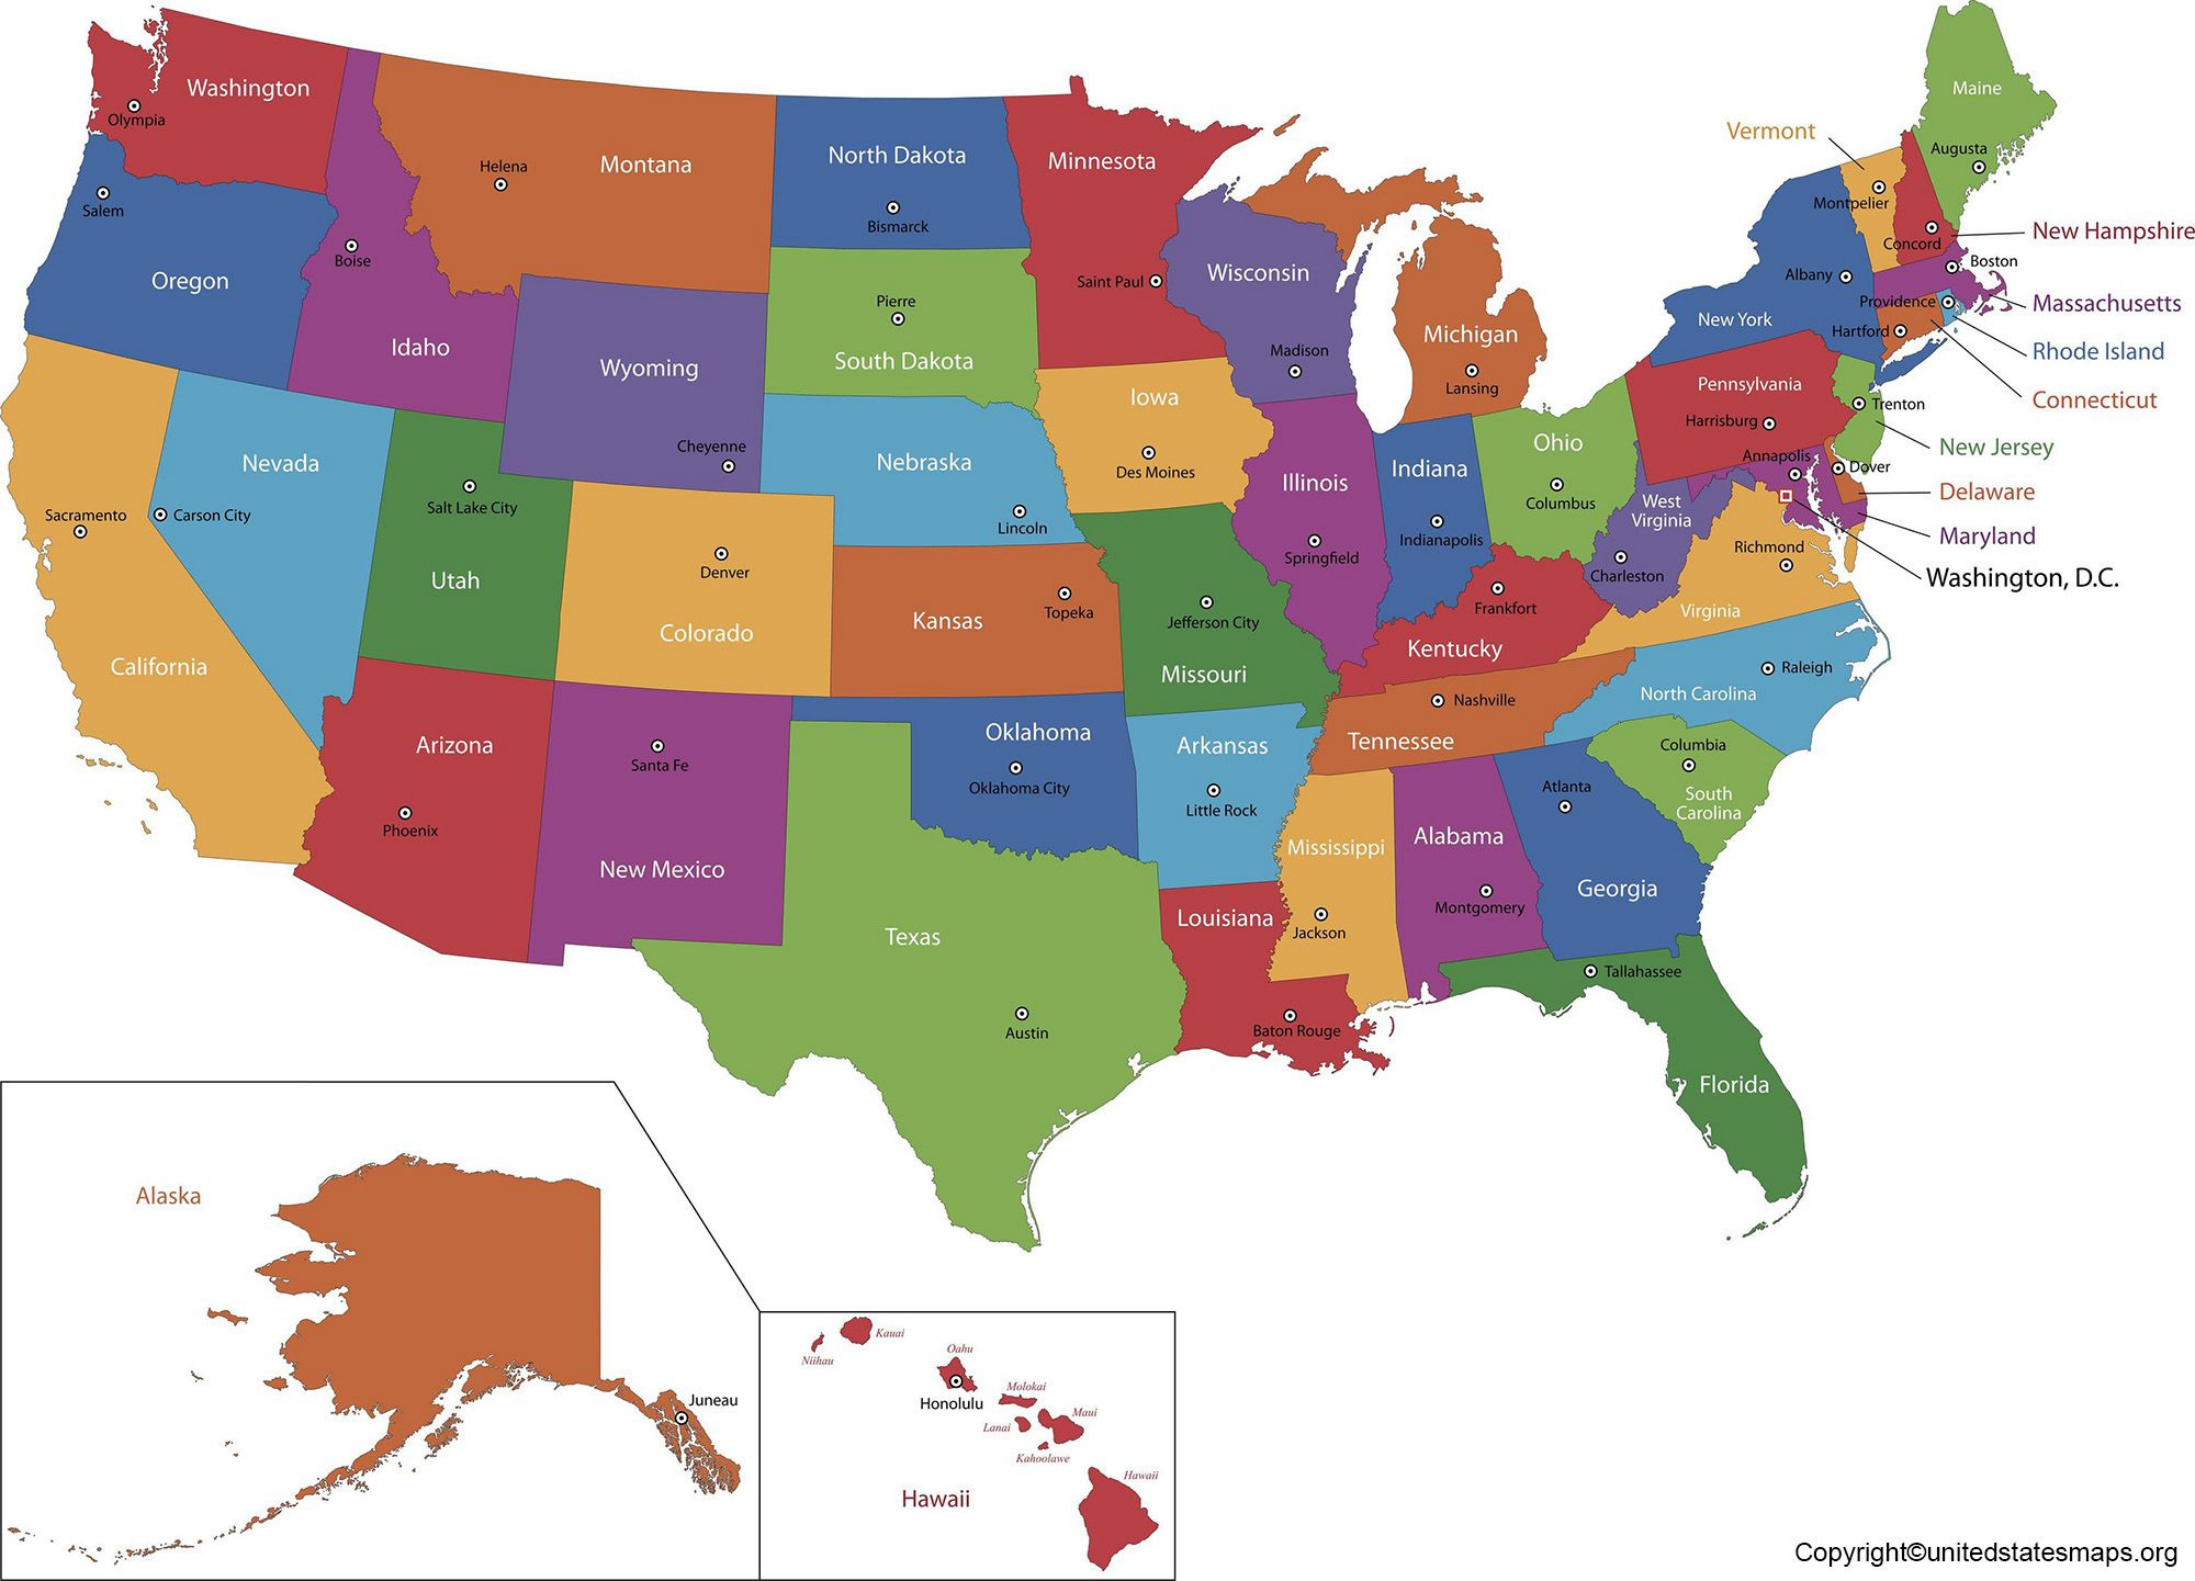 Washington
Olympia
Montana
Helena
North Dakota
Bismarck
Minnesota
Saint Paul
Maine
Augusta
Vermont
Montpelier
New Hampshire
Concord
Salem
Oregon
Boise
Idaho
Wyoming
Cheyenne
Pierre
South Dakota
Wisconsin
Madison
Michigan
Lansing
New York
Albany
Boston
Massachusetts
Providence
Rhode Island
Hartford
Connecticut
Pennsylvania
Harrisburg
Trenton
New Jersey
Annapolis
Dover
Delaware
Maryland
Washington, D.C.
Nevada
Carson City
Sacramento
California
Salt Lake City
Utah
Denver
Colorado
Nebraska
Lincoln
Iowa
Des Moines
Illinois
Springfield
Indiana
Indianapolis
Ohio
Columbus
West
Virginia
Charleston
Richmond
Virginia
Kansas
Topeka
Jefferson City
Missouri
Frankfort
Kentucky
Raleigh
North Carolina
Nashville
Tennessee
Arizona
Phoenix
Santa Fe
New Mexico
Oklahoma
Oklahoma City
Arkansas
Little Rock
Columbia
South
Carolina
Atlanta
Georgia
Alabama
Montgomery
Mississippi
Jackson
Louisiana
Baton Rouge
Texas
Austin
Tallahassee
Florida
Alaska
Juneau
Kauai
Niihau
Oahu
Honolulu
Molokai
Lanai
Maui
Kahoolawe
Hawaii
Hawaii
Copyright©unitedstatesmaps.org